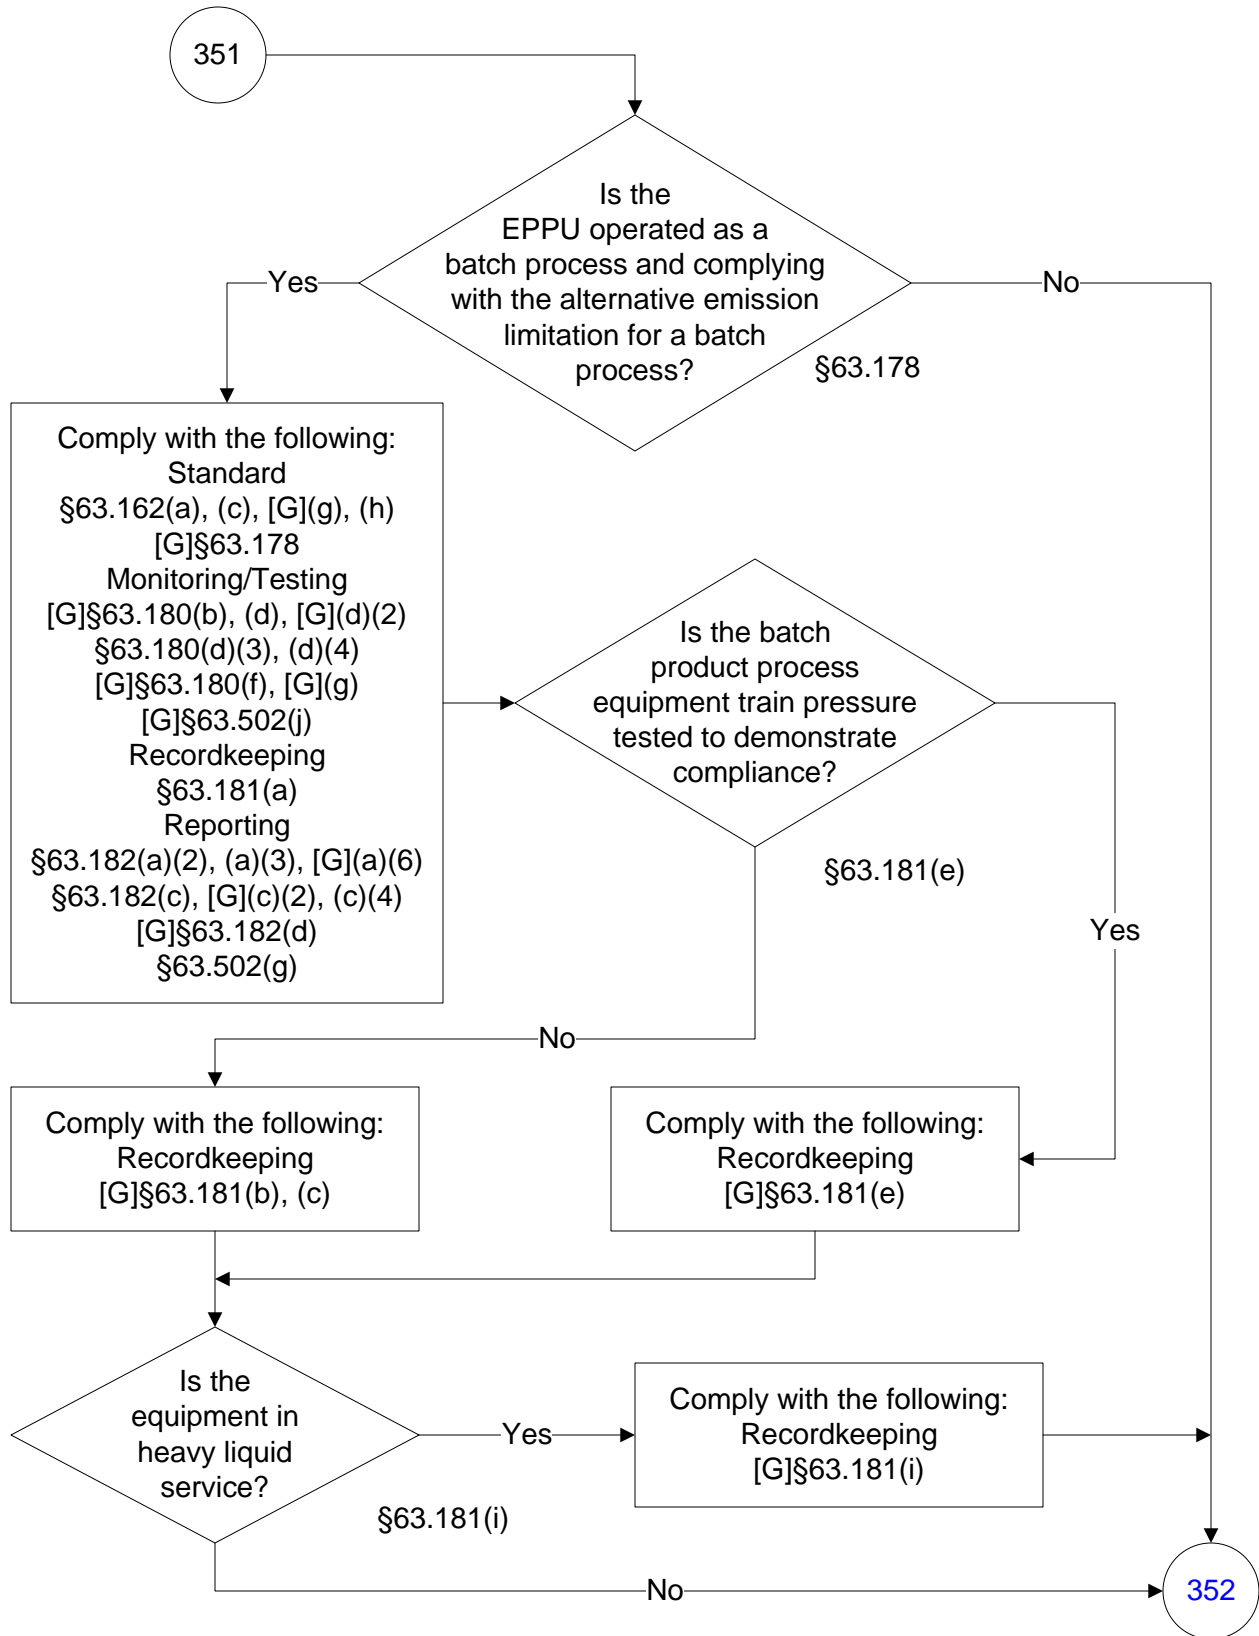 351
Is the
EPPU operated as a
batch process and complying
with the alternative emission
limitation for a batch
process?
§63.178
Yes
No
Comply with the following:
Standard
§63.162(a), (c), [G](g), (h)
[G]§63.178
Monitoring/Testing
[G]§63.180(b), (d), [G](d)(2)
§63.180(d)(3), (d)(4)
[G]§63.180(f), [G](g)
[G]§63.502(j)
Recordkeeping
§63.181(a)
Reporting
§63.182(a)(2), (a)(3), [G](a)(6)
§63.182(c), [G](c)(2), (c)(4)
[G]§63.182(d)
§63.502(g)
Is the batch
product process
equipment train pressure
tested to demonstrate
compliance?
§63.181(e)
Yes
No
Comply with the following:
Recordkeeping
[G]§63.181(b), (c)
Comply with the following:
Recordkeeping
[G]§63.181(e)
Is the
equipment in
heavy liquid
service?
§63.181(i)
Yes
Comply with the following:
Recordkeeping
[G]§63.181(i)
No
352